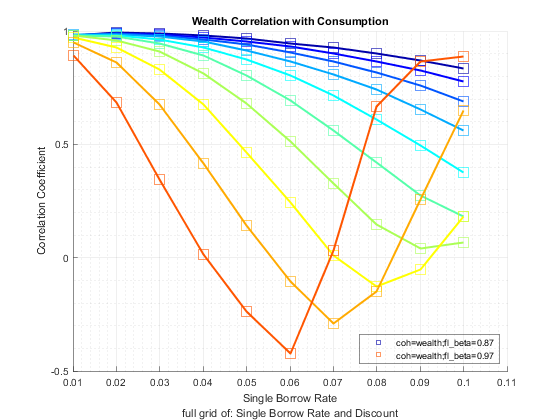 Wealth Correlation with Consumption
1
0.5
0
-0.5
Correlation Coefficient
coh=wealth;fl_beta=0.87
coh=wealth;fl_beta=0.97
0.01 0.02 0.03 0.04 0.05 0.06 0.07 0.08 0.09 0.1 0.11
Single Borrow Rate
full grid of: Single Borrow Rate and Discount